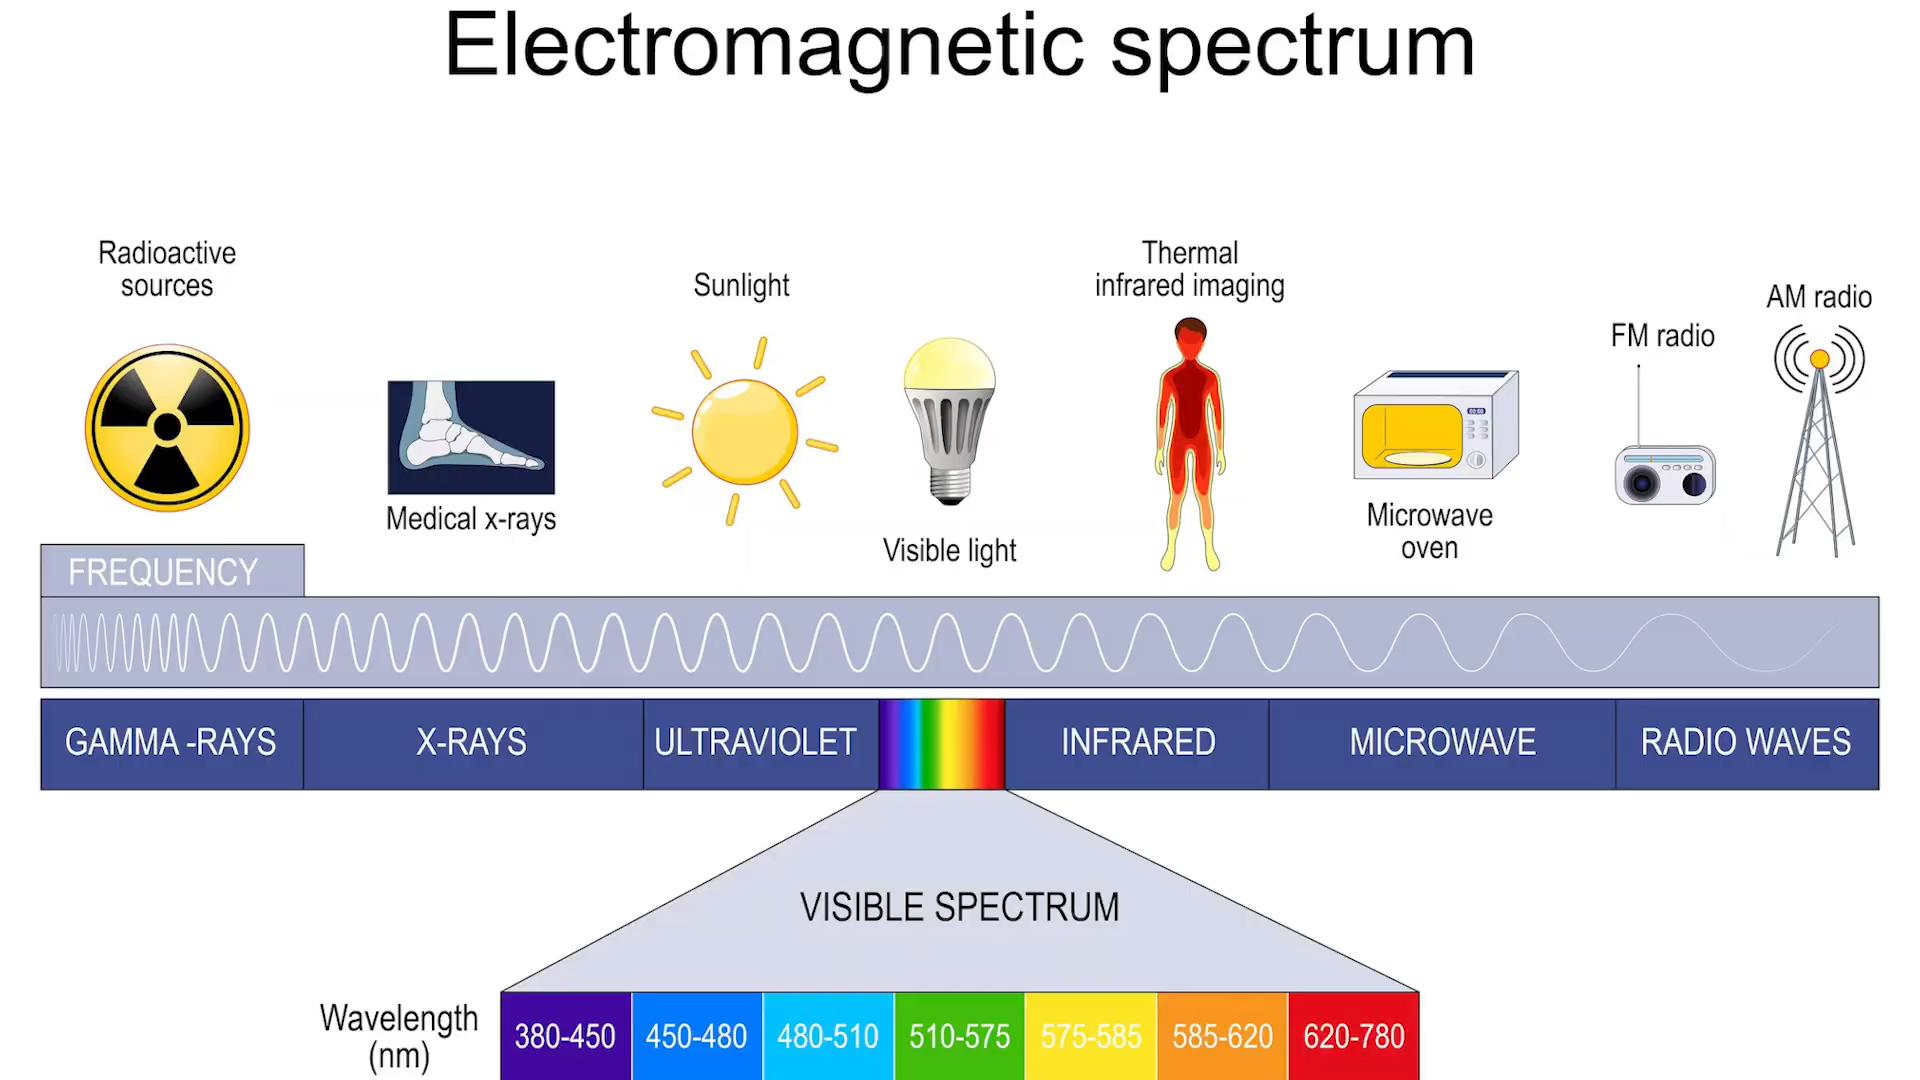 Electromagnetic spectrum
Radioactive
sources
Medical x-rays
Sunlight
Visible light
Thermal
infrared imaging
Microwave
oven
FM radio
AM radio
FREQUENCY
GAMMA -RAYS
X-RAYS
ULTRAVIOLET
INFRARED
MICROWAVE
RADIO WAVES
VISIBLE SPECTRUM
Wavelength
(nm)
380-450
450-480
480-510
510-575
575-585
585-620
620-780